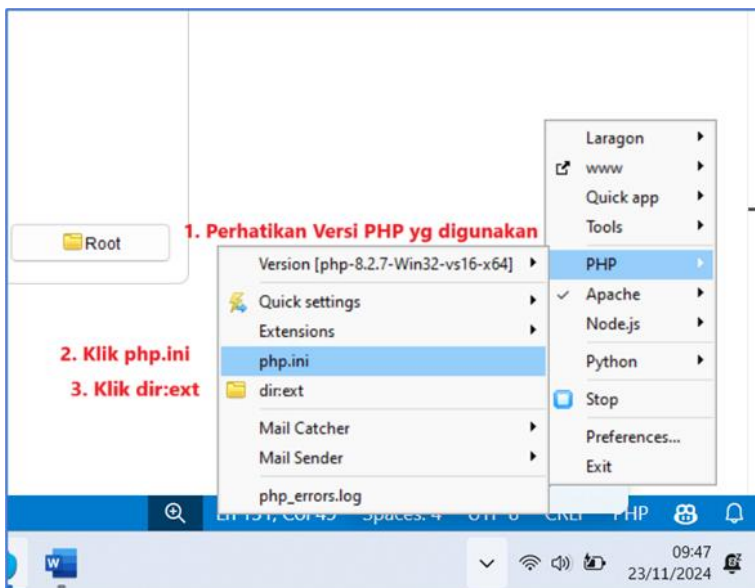 Laragon
www
Quick app
Tools
PHP
Apache
Node.js
Python
Stop
Preferences...
Exit
Root
1. Perhatikan Versi PHP yg digunakan
Version [php-8.2.7-Win32-vs16-x64]
Quick settings
Extensions
php.ini
dir:ext
Mail Catcher
Mail Sender
php_errors.log
2. Klik php.ini
3. Klik dir:ext
PHP
09:47
23/11/2024